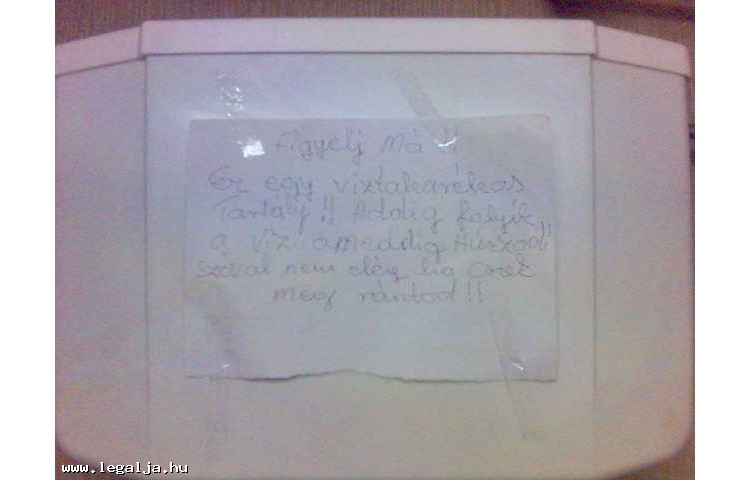 Figyelj Má !!
Ez egy víztakarékos
Tartály!! Addig folyik
a víz ameddig húzod!!
szóval nem elég ha csak
meg rántod!!
www.legalja.hu